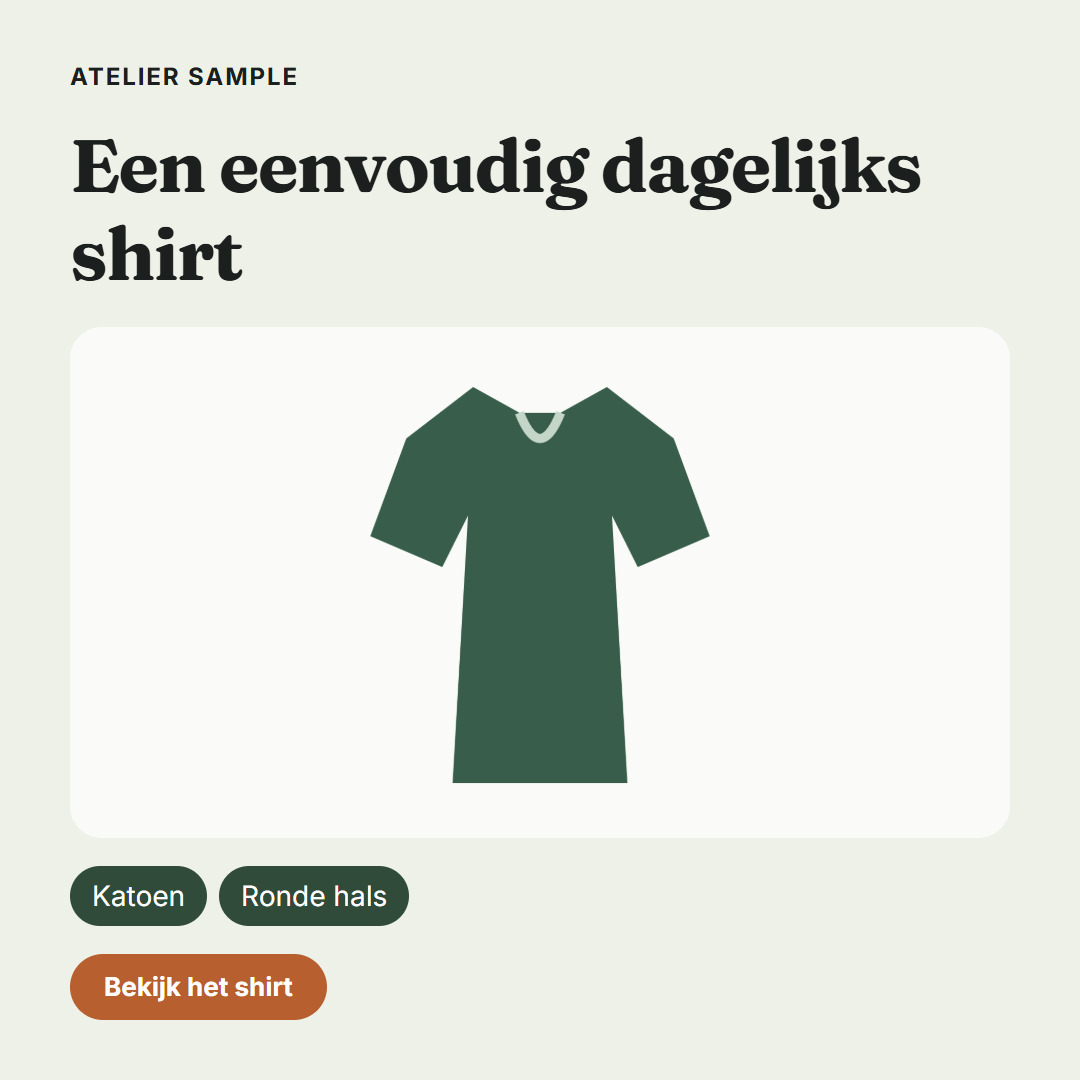 ATELIER SAMPLE
Een eenvoudig dagelijks
shirt
Katoen
Ronde hals
Bekijk het shirt